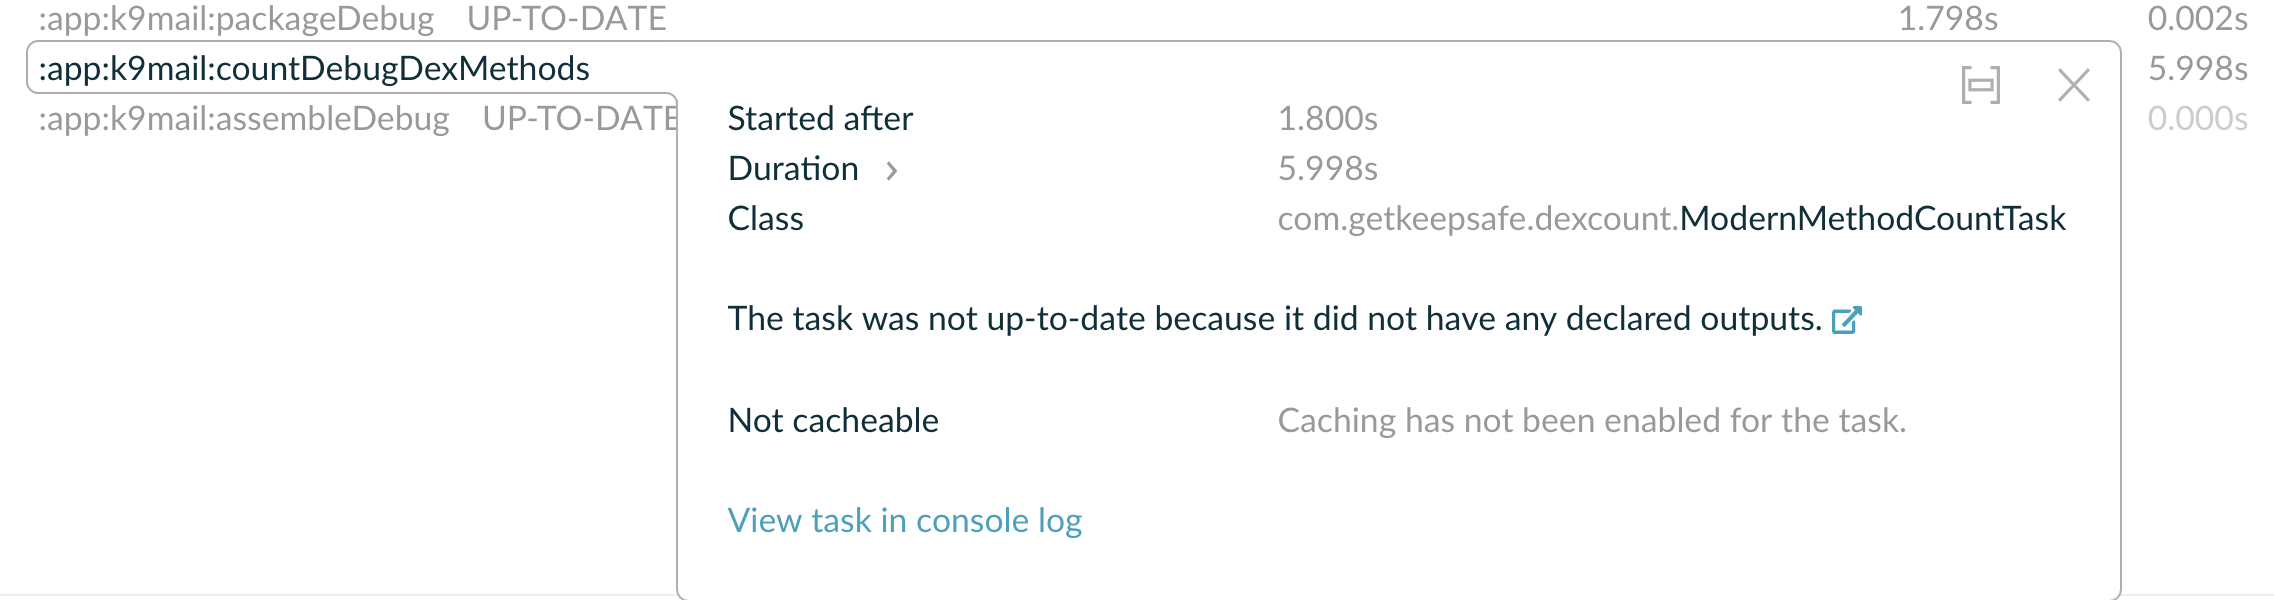 :app:k9mail:packageDebug UP-TO-DATE 1.798s 0.002s
:app:k9mail:countDebugDexMethods 5.998s
:app:k9mail:assembleDebug UP-TO-DATE 0.000s
Started after 1.800s
Duration › 5.998s
Class com.getkeepsafe.dexcount.ModernMethodCountTask
The task was not up-to-date because it did not have any declared outputs.
Not cacheable Caching has not been enabled for the task.
View task in console log